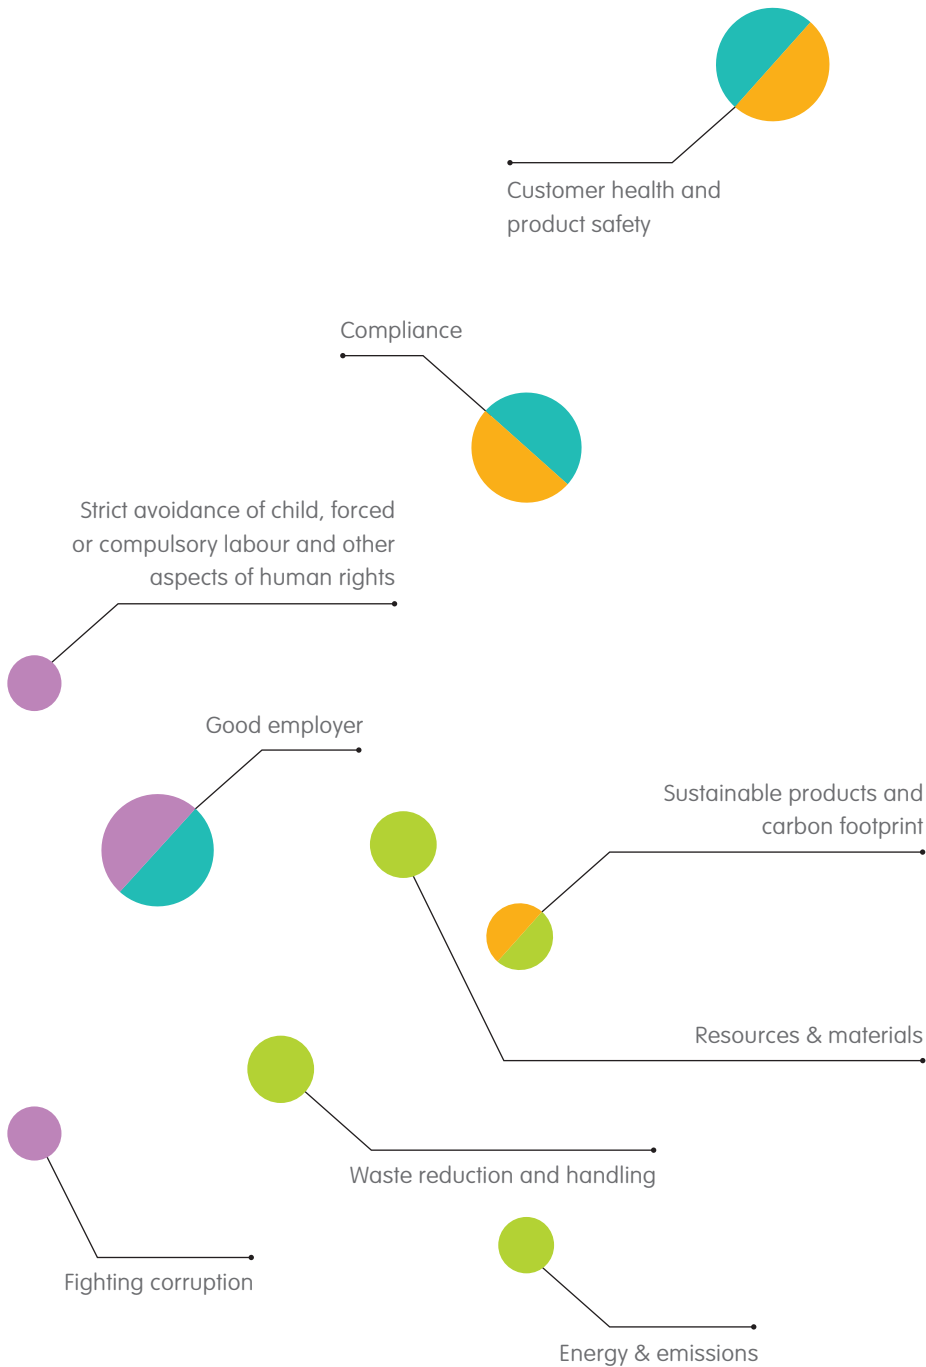 Customer health and
product safety
Compliance
Strict avoidance of child, forced
or compulsory labour and other
aspects of human rights
Good employer
Sustainable products and
carbon footprint
Resources & materials
Waste reduction and handling
Fighting corruption
Energy & emissions